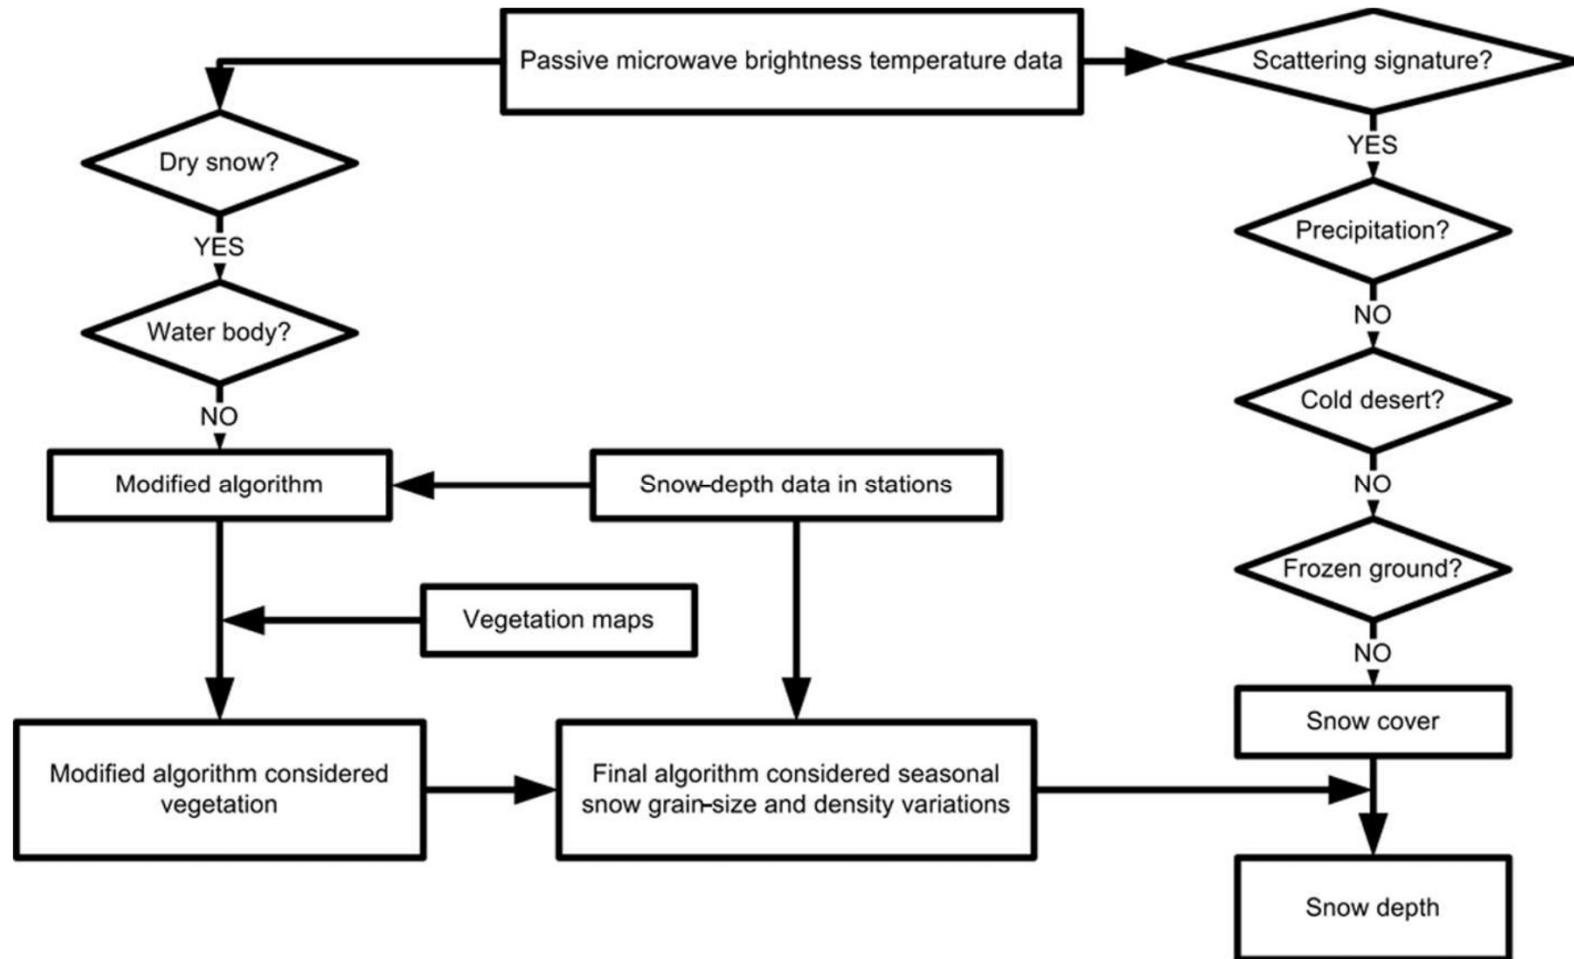 Passive microwave brightness temperature data
Scattering signature?
Dry snow?
YES
Water body?
NO
Modified algorithm
Snow-depth data in stations
Vegetation maps
Modified algorithm considered
vegetation
Final algorithm considered seasonal
snow grain-size and density variations
YES
Precipitation?
NO
Cold desert?
NO
Frozen ground?
NO
Snow cover
Snow depth